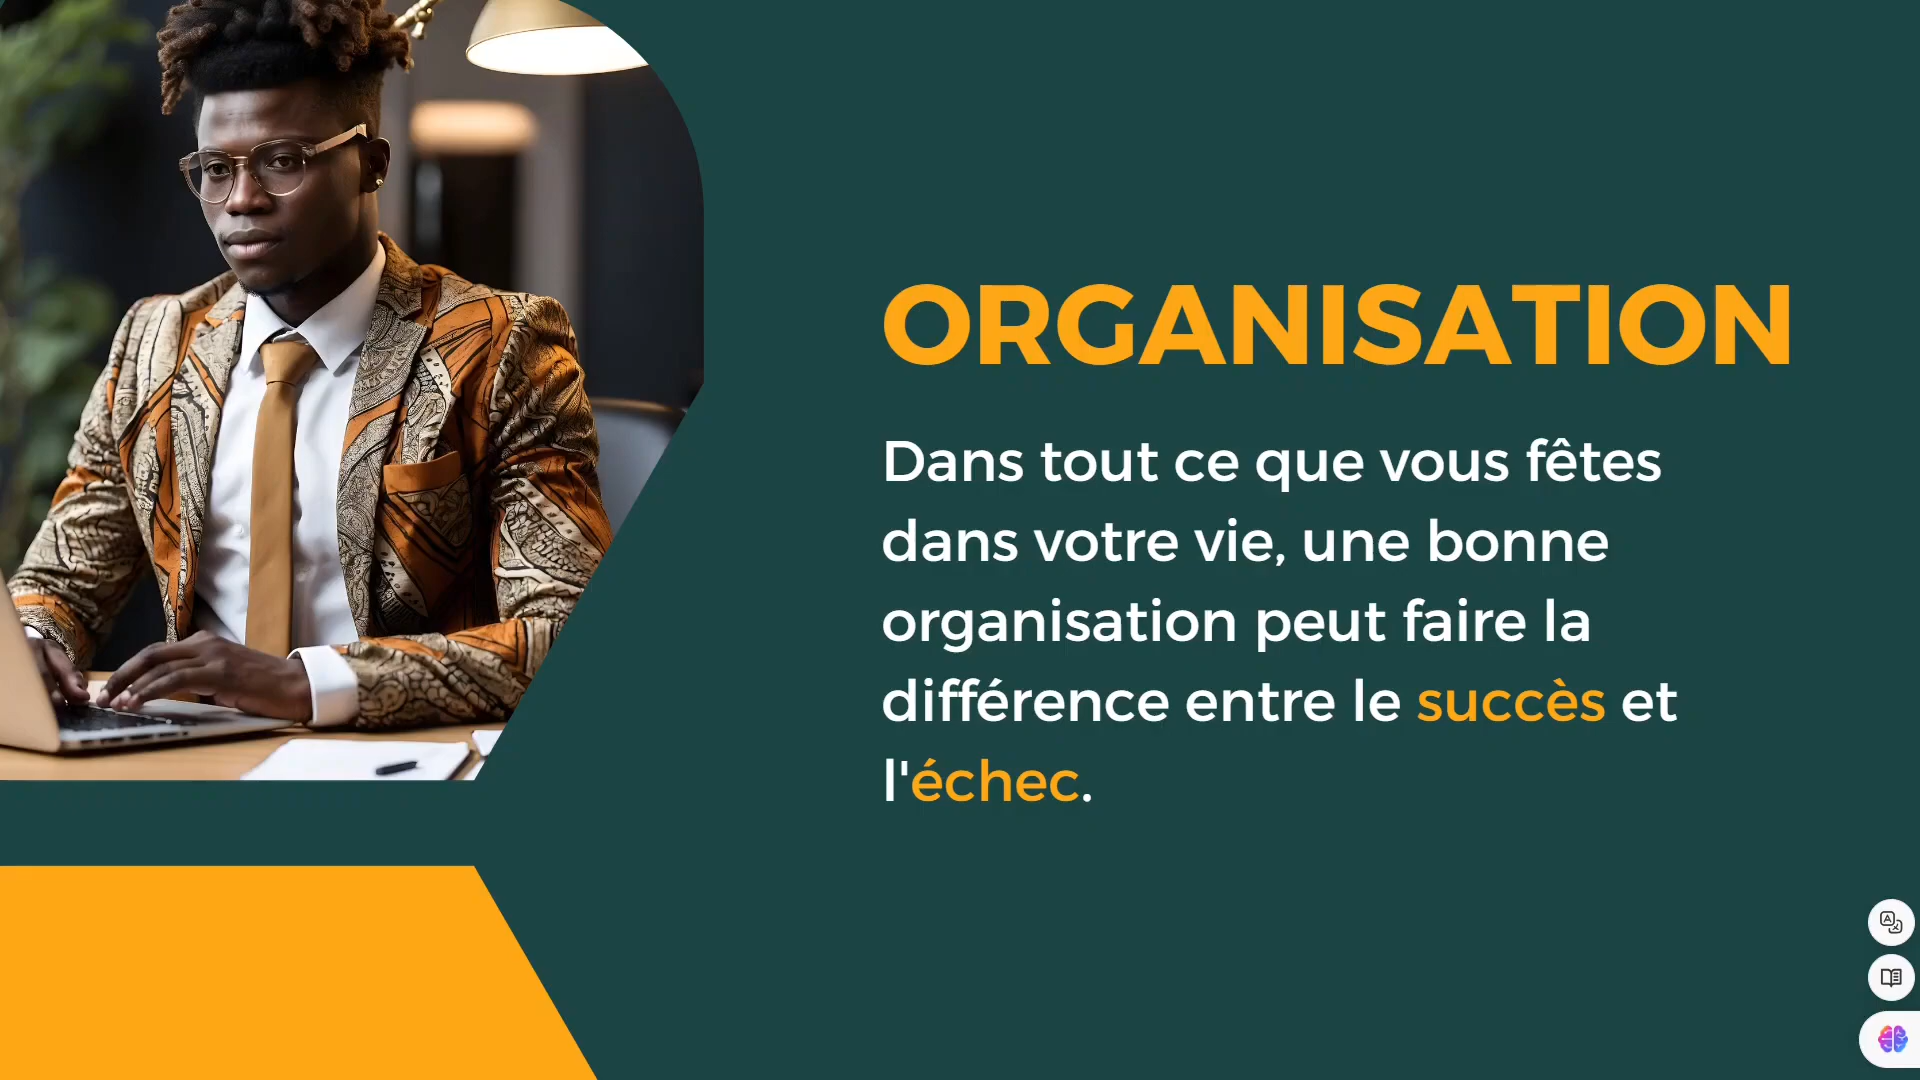 ORGANISATION
Dans tout ce que vous fêtes
dans votre vie, une bonne
organisation peut faire la
différence entre le succès et
l'échec.